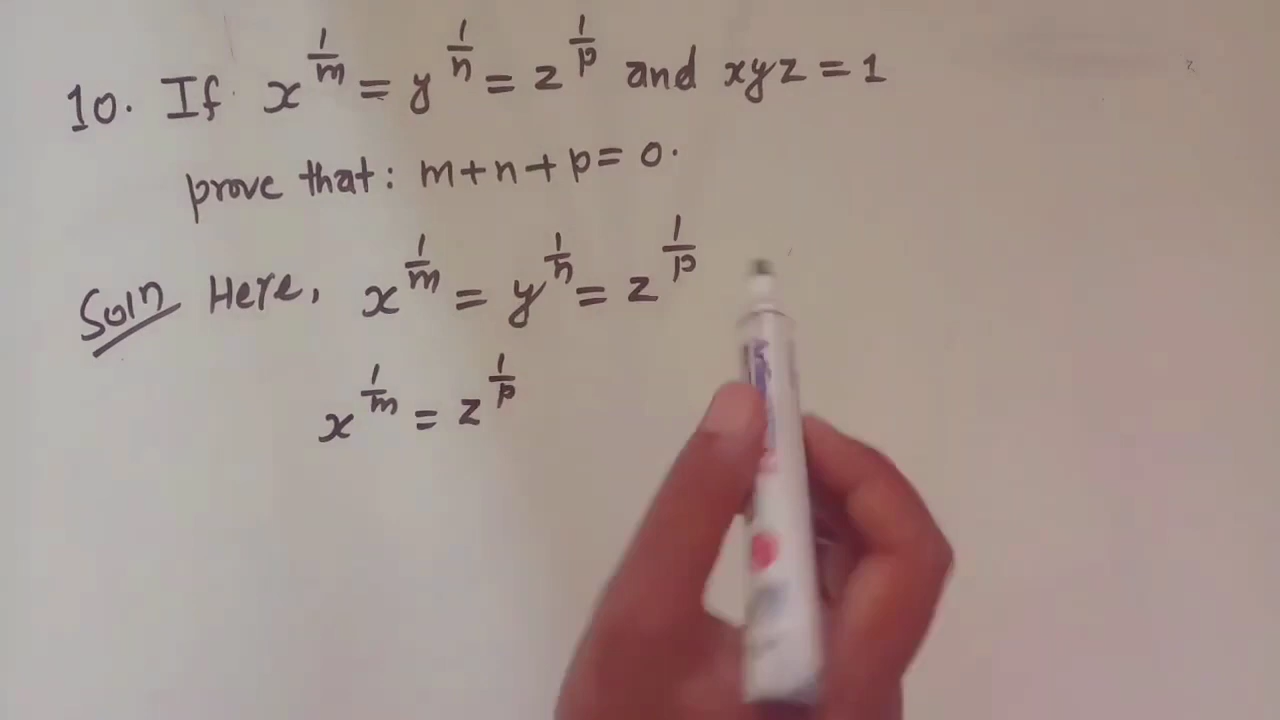 10. If x^{1/m} = y^{1/n} = z^{1/p} and xyz = 1
prove that: m+n+p= 0.
Soln Here, x^{1/m} = y^{1/n} = z^{1/p}
x^{1/m} = z^{1/p}